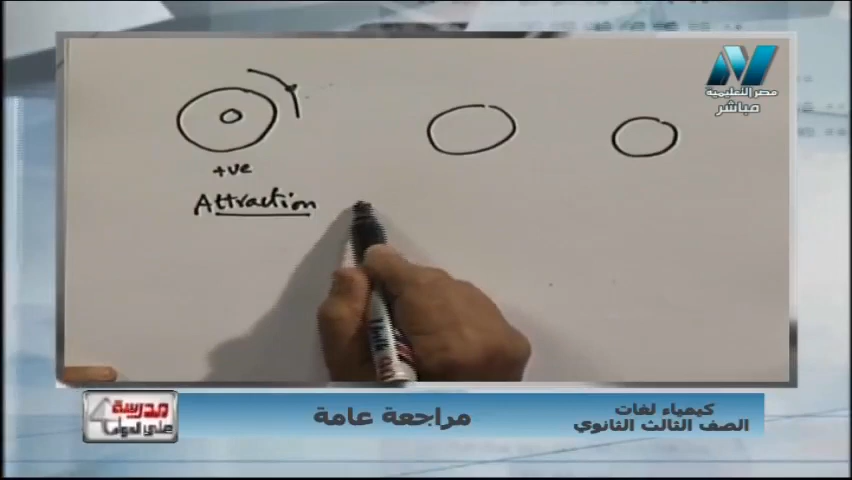 مصر التعليمية
مباشر
+ve
Attraction
كيمياء لغات
الصف الثالث الثانوي
مراجعة عامة
مدرسة
على الهواء